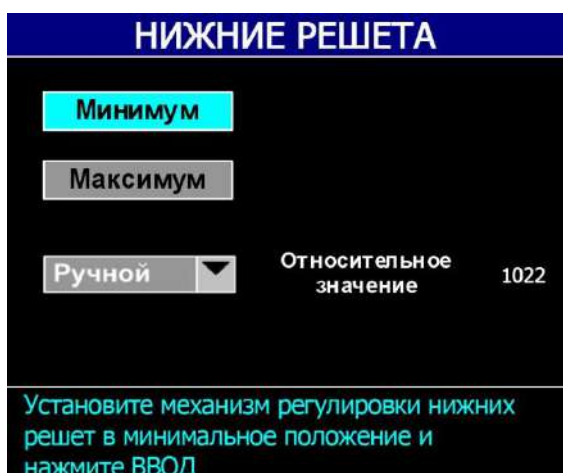 НИЖНИЕ РЕШЕТА
Минимум
Максимум
Ручной
Относительное
значение
1022
Установите механизм регулировки нижних
решет в минимальное положение и
нажмите ВВОД